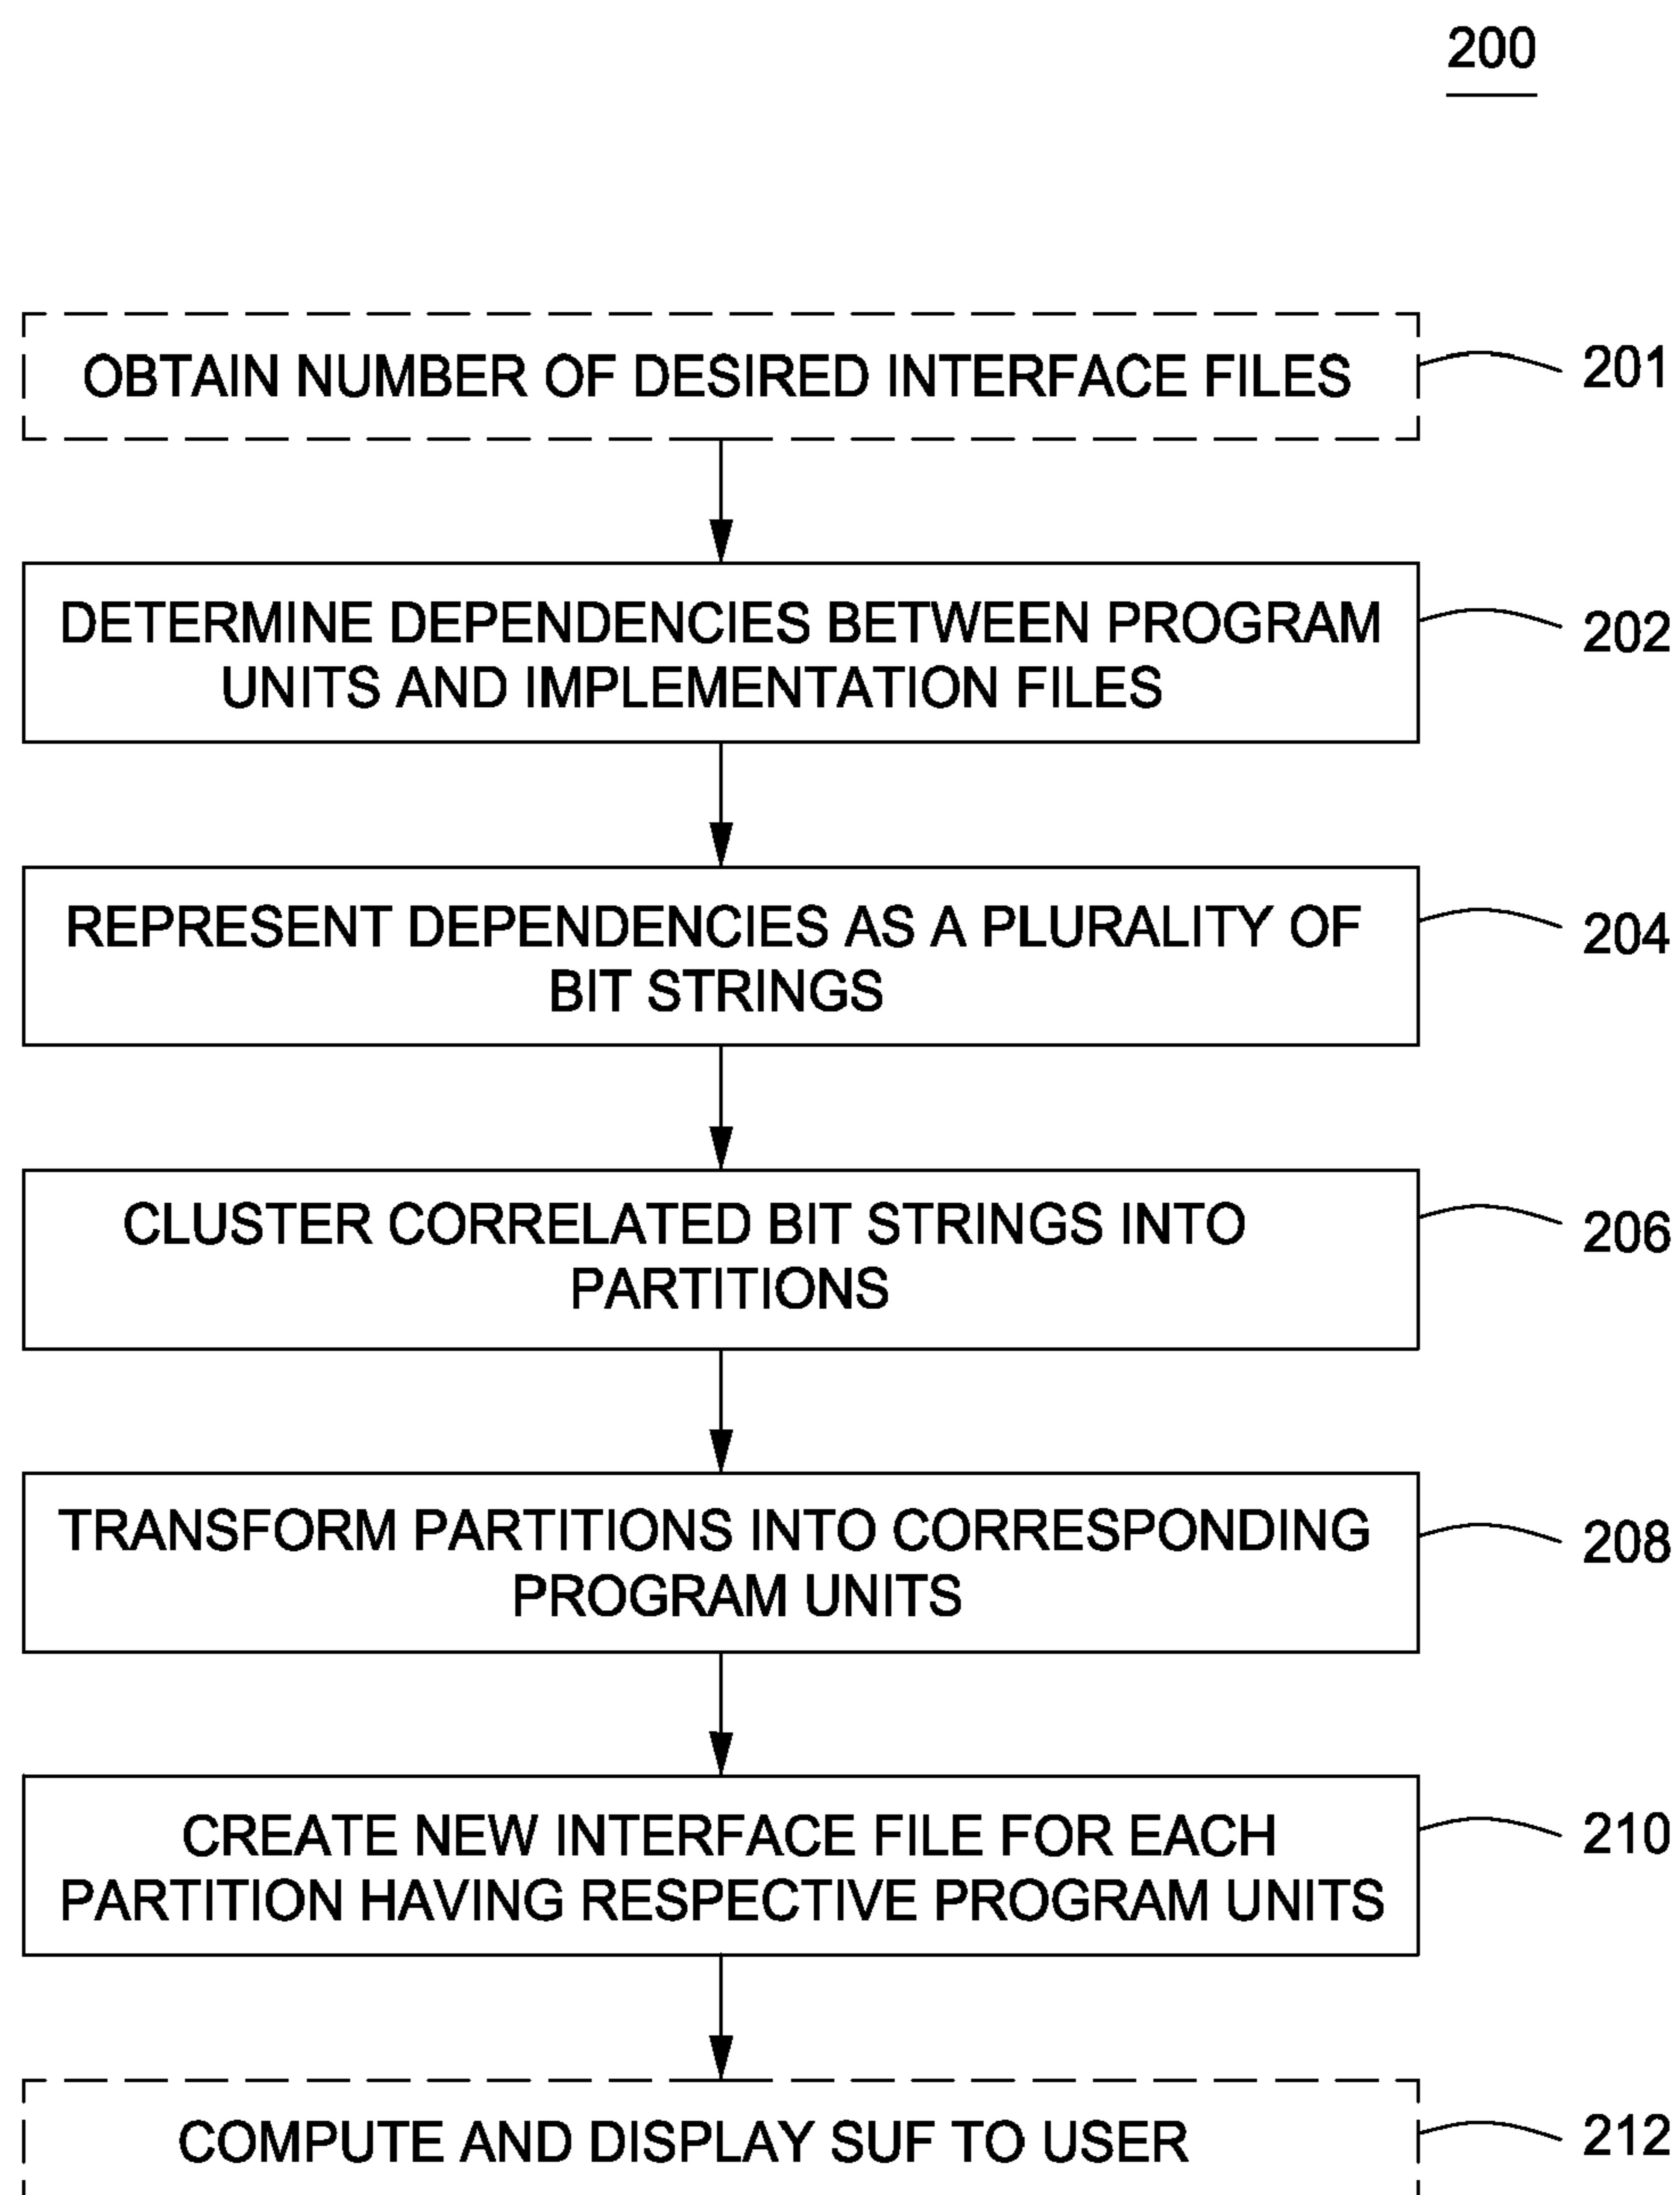 200
OBTAIN NUMBER OF DESIRED INTERFACE FILES
201
DETERMINE DEPENDENCIES BETWEEN PROGRAM
UNITS AND IMPLEMENTATION FILES
202
REPRESENT DEPENDENCIES AS A PLURALITY OF
BIT STRINGS
204
CLUSTER CORRELATED BIT STRINGS INTO
PARTITIONS
206
TRANSFORM PARTITIONS INTO CORRESPONDING
PROGRAM UNITS
208
CREATE NEW INTERFACE FILE FOR EACH
PARTITION HAVING RESPECTIVE PROGRAM UNITS
210
COMPUTE AND DISPLAY SUF TO USER
212